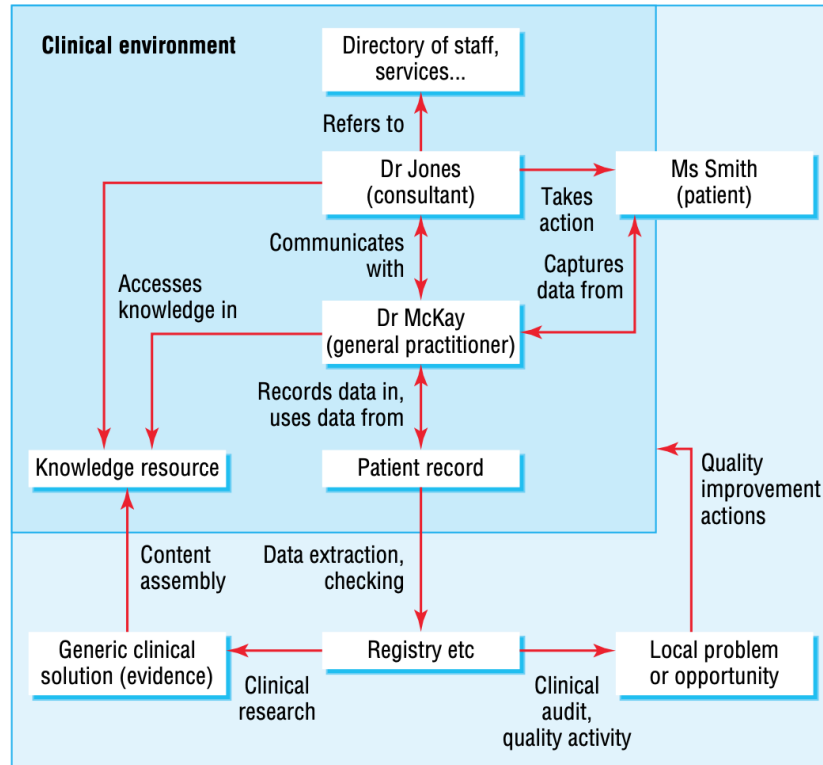 Clinical environment
Directory of staff,
services...
Refers to
Dr Jones
(consultant)
Takes
action
Ms Smith
(patient)
Communicates
with
Captures
data from
Accesses
knowledge in
Dr McKay
(general practitioner)
Records data in,
uses data from
Knowledge resource
Patient record
Quality
improvement
actions
Content
assembly
Data extraction,
checking
Generic clinical
solution (evidence)
Clinical
research
Registry etc
Clinical
audit,
quality activity
Local problem
or opportunity